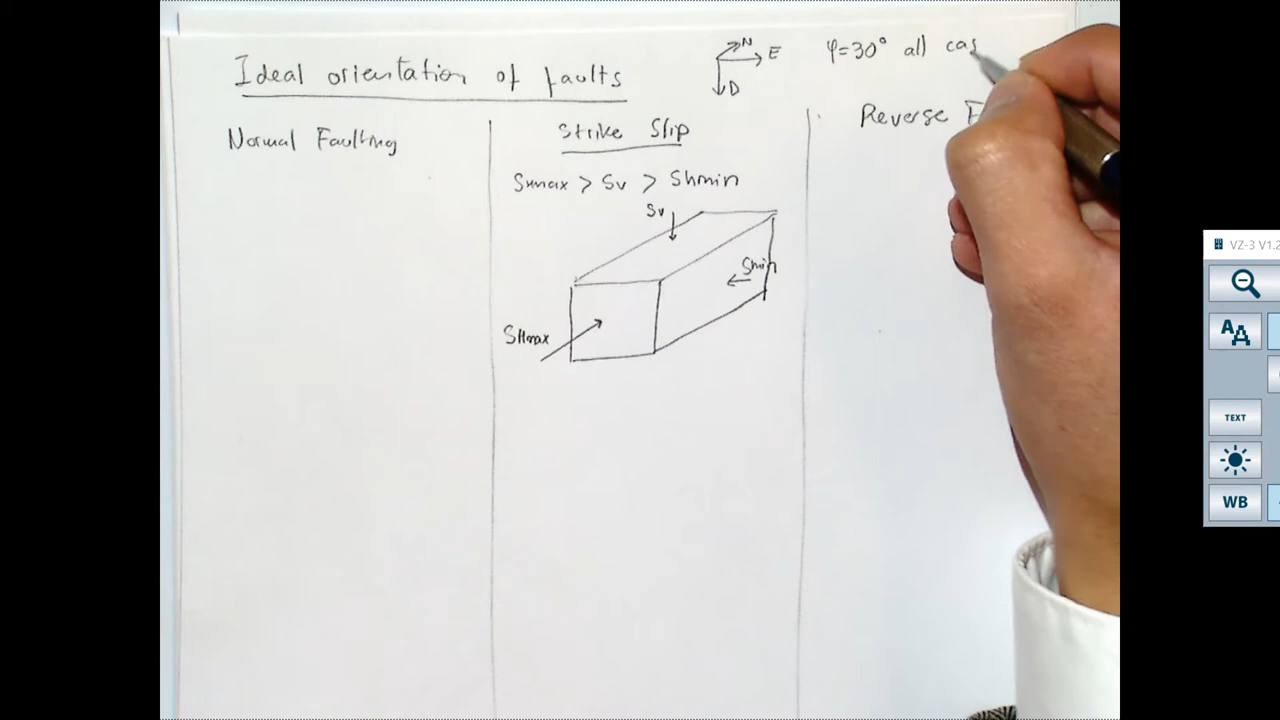 Ideal orientation of faults
N
E
D
φ=30° all cas
Normal Faulting
Strike Slip
Reverse F
SHmax > Sv > Shmin
Sv
Shmin
SHmax
VZ-3 V1.2
AA
TEXT
WB